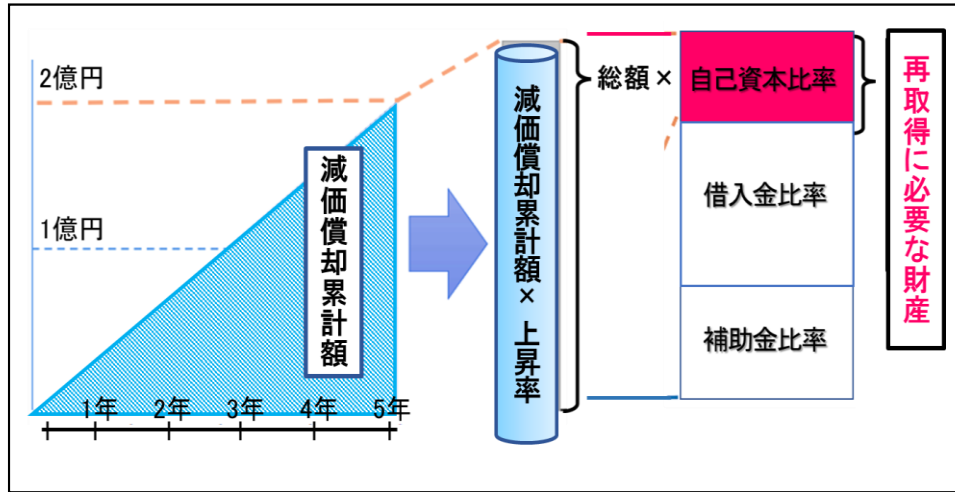 2億円
1億円
減価償却累計額
1年
2年
3年
4年
5年
減価償却累計額×上昇率
総額×
自己資本比率
借入金比率
補助金比率
再取得に必要な財産